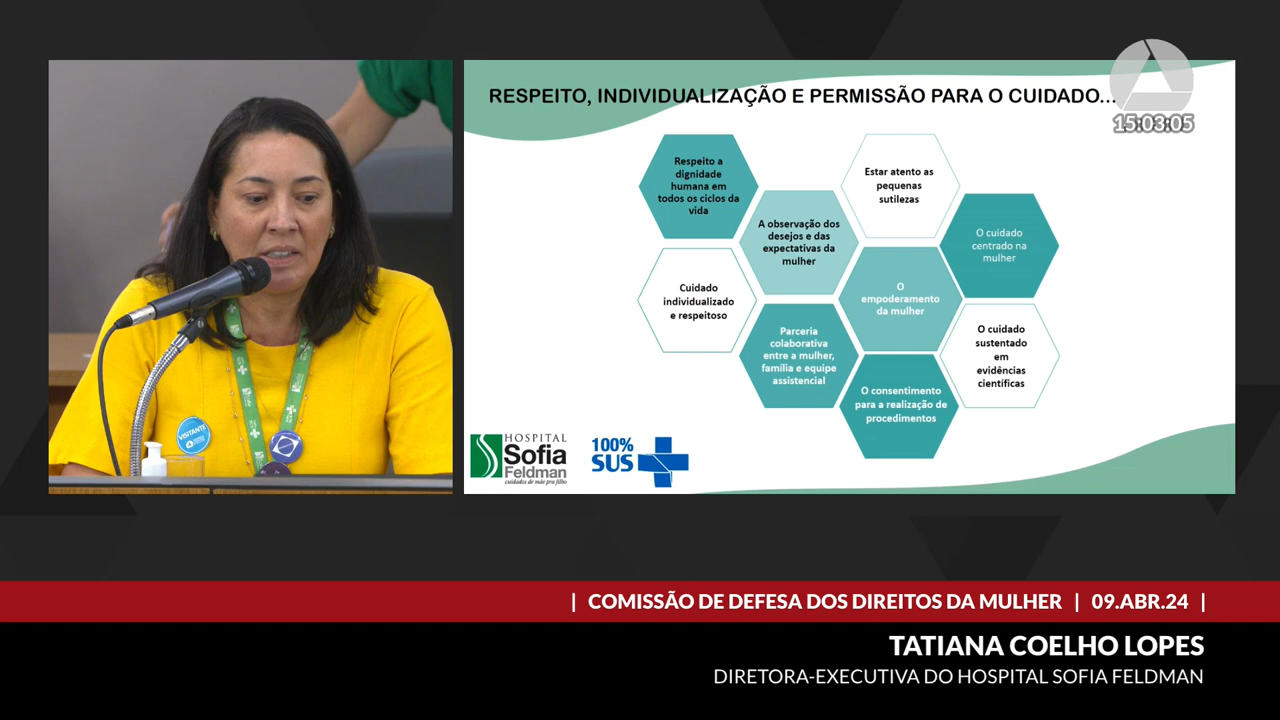 RESPEITO, INDIVIDUALIZAÇÃO E PERMISSÃO PARA O CUIDADO...
15:03:05
Respeito a
dignidade
humana em
todos os ciclos da
vida
A observação dos
desejos e das
expectativas da
mulher
Estar atento as
pequenas
sutilezas
O cuidado
centrado na
mulher
Cuidado
individualizado
e respeitoso
O
empoderamento
da mulher
Parceria
colaborativa
entre a mulher,
família e equipe
assistencial
O cuidado
sustentado
em
evidências
científicas
O consentimento
para a realização de
procedimentos
HOSPITAL
Sofia
Feldman
cuidados de mãe pra filho
100%
SUS
VISITANTE
| COMISSÃO DE DEFESA DOS DIREITOS DA MULHER | 09.ABR.24 |
TATIANA COELHO LOPES
DIRETORA-EXECUTIVA DO HOSPITAL SOFIA FELDMAN